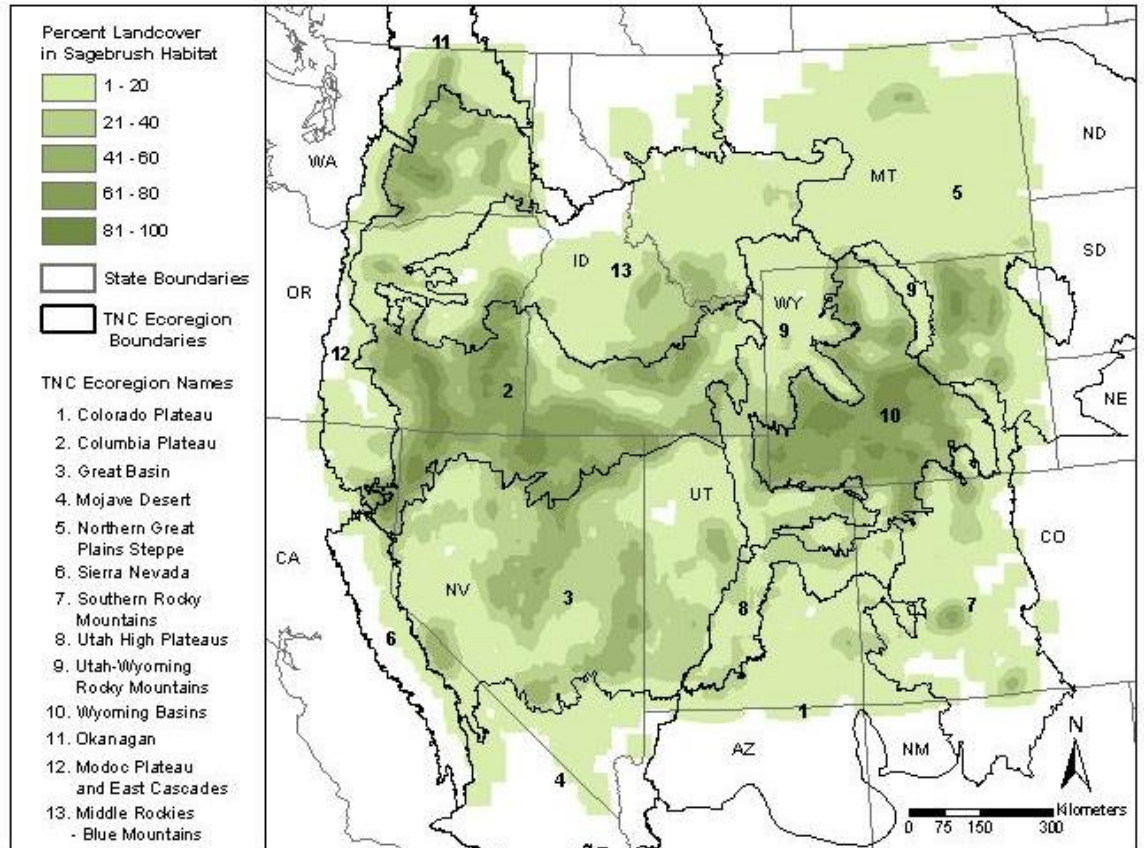 Percent Landcover
in Sagebrush Habitat
1 - 20
21 - 40
41 - 60
61 - 80
81 - 100
State Boundaries
TNC Ecoregion
Boundaries
TNC Ecoregion Names
1. Colorado Plateau
2. Columbia Plateau
3. Great Basin
4. Mojave Desert
5. Northern Great
Plains Steppe
6. Sierra Nevada
7. Southern Rocky
Mountains
8. Utah High Plateaus
9. Utah-Wyoming
Rocky Mountains
10. Wyoming Basins
11. Okanagan
12. Modoc Plateau
and East Cascades
13. Middle Rockies
- Blue Mountains
11
WA
ND
MT
5
ID
13
SD
OR
WY
9
9
12
2
10
NE
UT
CA
CO
NV
3
8
7
6
1
N
AZ
NM
4
Kilometers
0 75 150 300